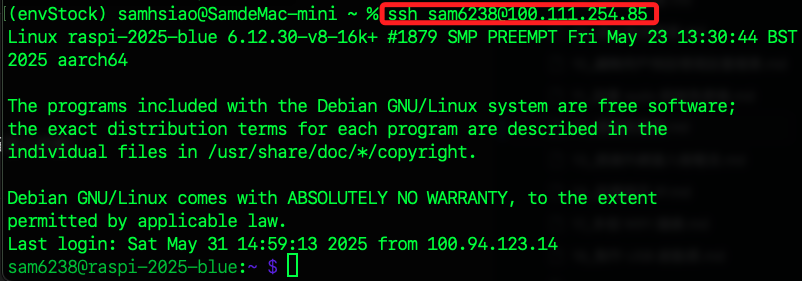 (envStock) samhsiao@SamdeMac-mini ~ % ssh sam6238@100.111.254.85
Linux raspi-2025-blue 6.12.30-v8-16k+ #1879 SMP PREEMPT Fri May 23 13:30:44 BST
2025 aarch64

The programs included with the Debian GNU/Linux system are free software;
the exact distribution terms for each program are described in the
individual files in /usr/share/doc/*/copyright.

Debian GNU/Linux comes with ABSOLUTELY NO WARRANTY, to the extent
permitted by applicable law.
Last login: Sat May 31 14:59:13 2025 from 100.94.123.14
sam6238@raspi-2025-blue:~ $